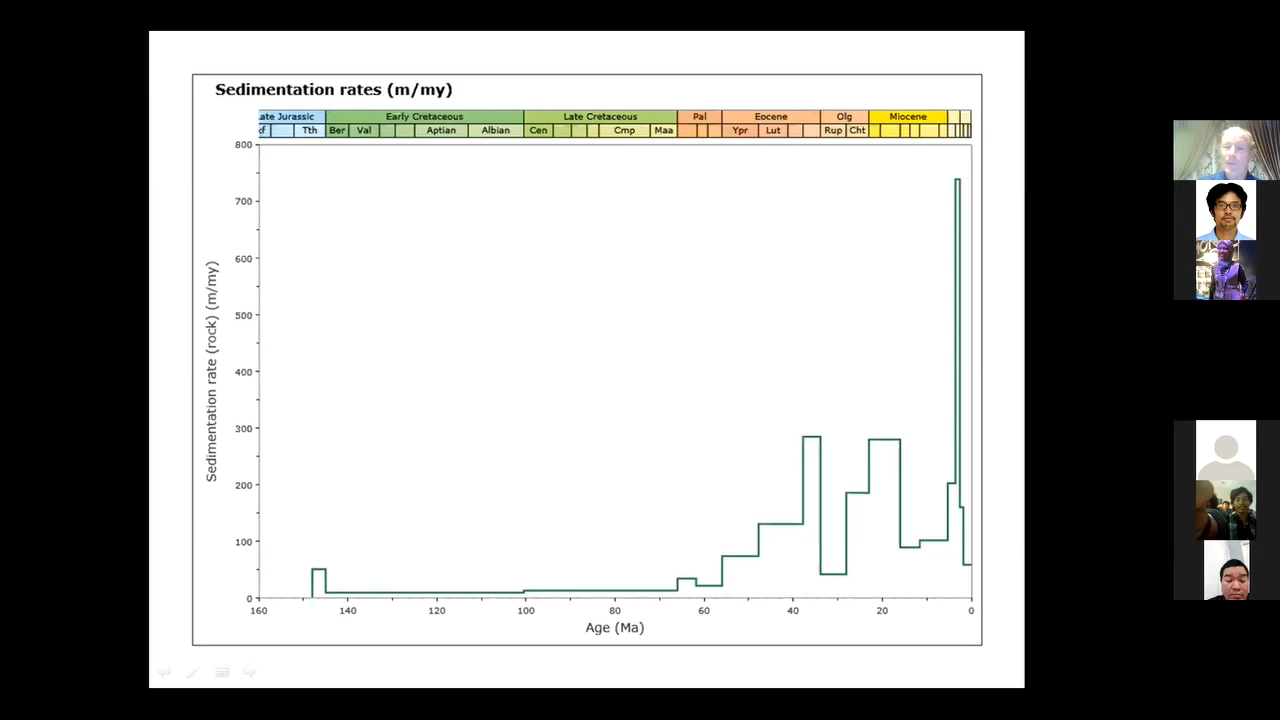 Sedimentation rates (m/my)
ate Jurassic Early Cretaceous Late Cretaceous Pal Eocene Olg Miocene
Tth Ber Val Aptian Albian Cen Cmp Maa Ypr Lut Rup Cht
800
700
600
500
400
300
200
100
0
Sedimentation rate (rock) (m/my)
160 140 120 100 80 60 40 20 0
Age (Ma)